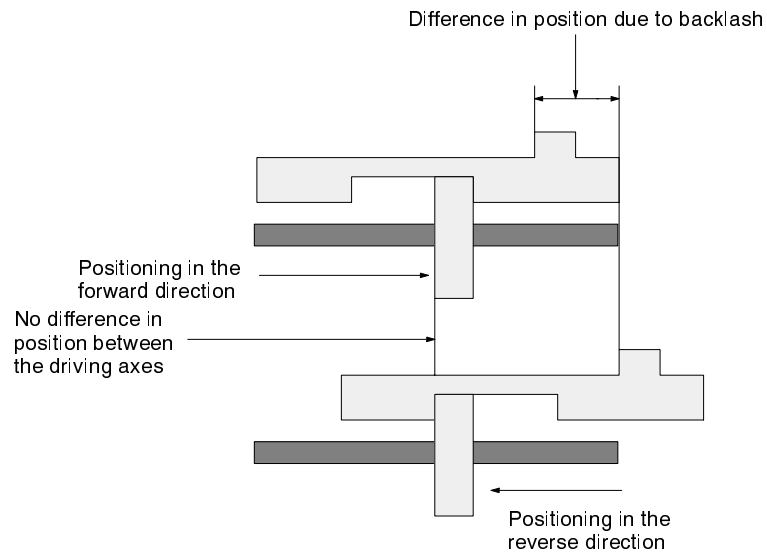 Difference in position due to backlash
Positioning in the
forward direction
No difference in
position between
the driving axes
Positioning in the
reverse direction